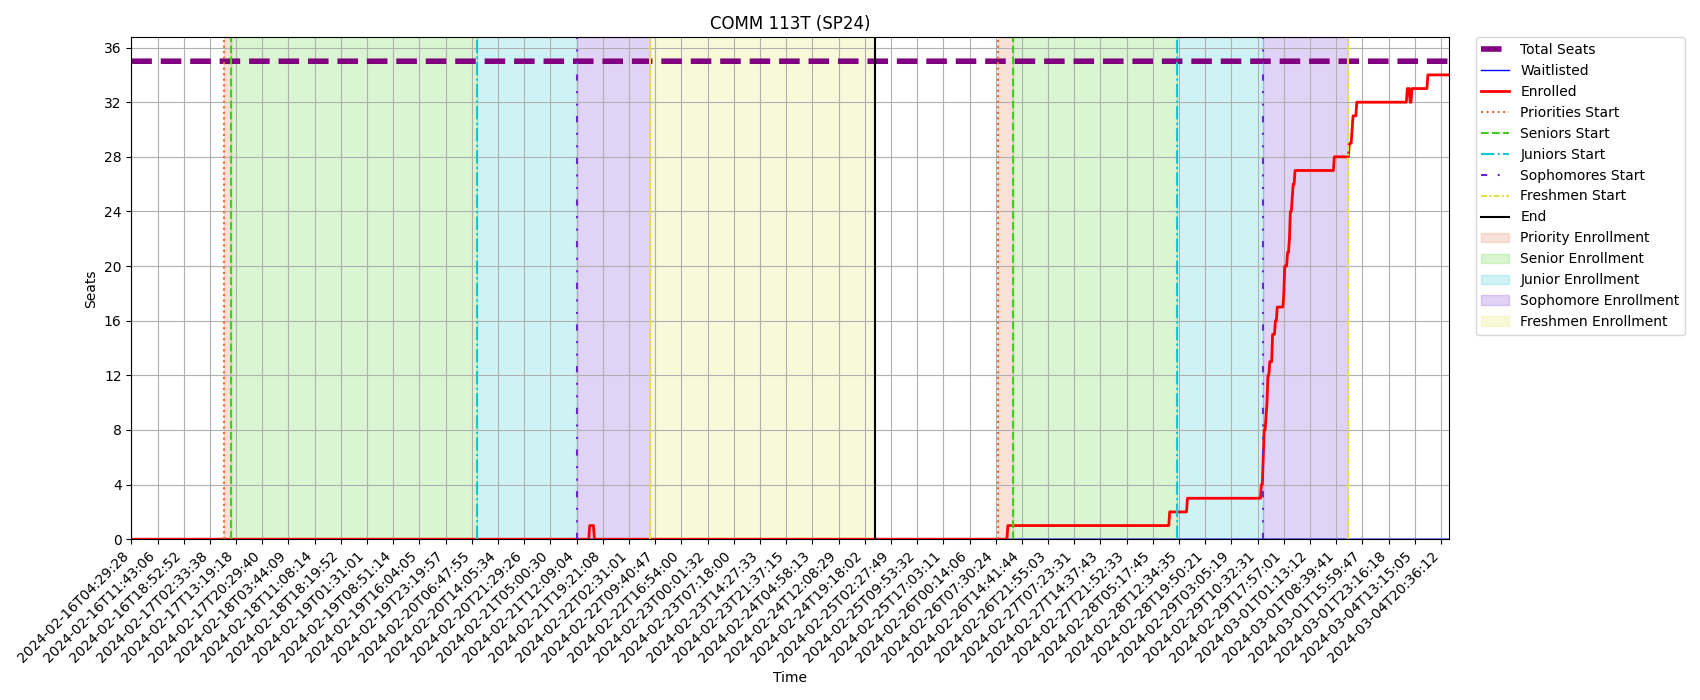 COMM 113T (SP24)
Seats
36
32
28
24
20
16
12
8
4
0
2024-02-16T04:29:28
2024-02-16T11:43:06
2024-02-16T18:52:52
2024-02-17T02:33:38
2024-02-17T13:19:18
2024-02-17T20:29:40
2024-02-18T03:44:09
2024-02-18T11:08:14
2024-02-18T18:19:52
2024-02-19T01:31:01
2024-02-19T08:51:14
2024-02-19T16:04:05
2024-02-19T23:19:57
2024-02-20T06:47:55
2024-02-20T14:05:34
2024-02-20T21:29:26
2024-02-21T05:00:30
2024-02-21T12:09:04
2024-02-21T19:21:08
2024-02-22T02:31:01
2024-02-22T09:40:47
2024-02-22T16:54:00
2024-02-23T00:01:32
2024-02-23T07:18:00
2024-02-23T14:27:33
2024-02-23T21:37:15
2024-02-24T04:58:13
2024-02-24T12:08:29
2024-02-24T19:18:02
2024-02-25T02:27:49
2024-02-25T09:53:32
2024-02-25T17:03:11
2024-02-26T00:14:06
2024-02-26T07:30:24
2024-02-26T14:41:44
2024-02-26T21:55:03
2024-02-27T07:23:31
2024-02-27T14:37:43
2024-02-27T21:52:33
2024-02-28T05:17:45
2024-02-28T12:34:35
2024-02-28T19:50:21
2024-02-29T03:05:19
2024-02-29T10:32:31
2024-02-29T17:57:01
2024-03-01T01:13:12
2024-03-01T08:39:41
2024-03-01T15:59:47
2024-03-01T23:16:18
2024-03-04T13:15:05
2024-03-04T20:36:12
Time
Total Seats
Waitlisted
Enrolled
Priorities Start
Seniors Start
Juniors Start
Sophomores Start
Freshmen Start
End
Priority Enrollment
Senior Enrollment
Junior Enrollment
Sophomore Enrollment
Freshmen Enrollment